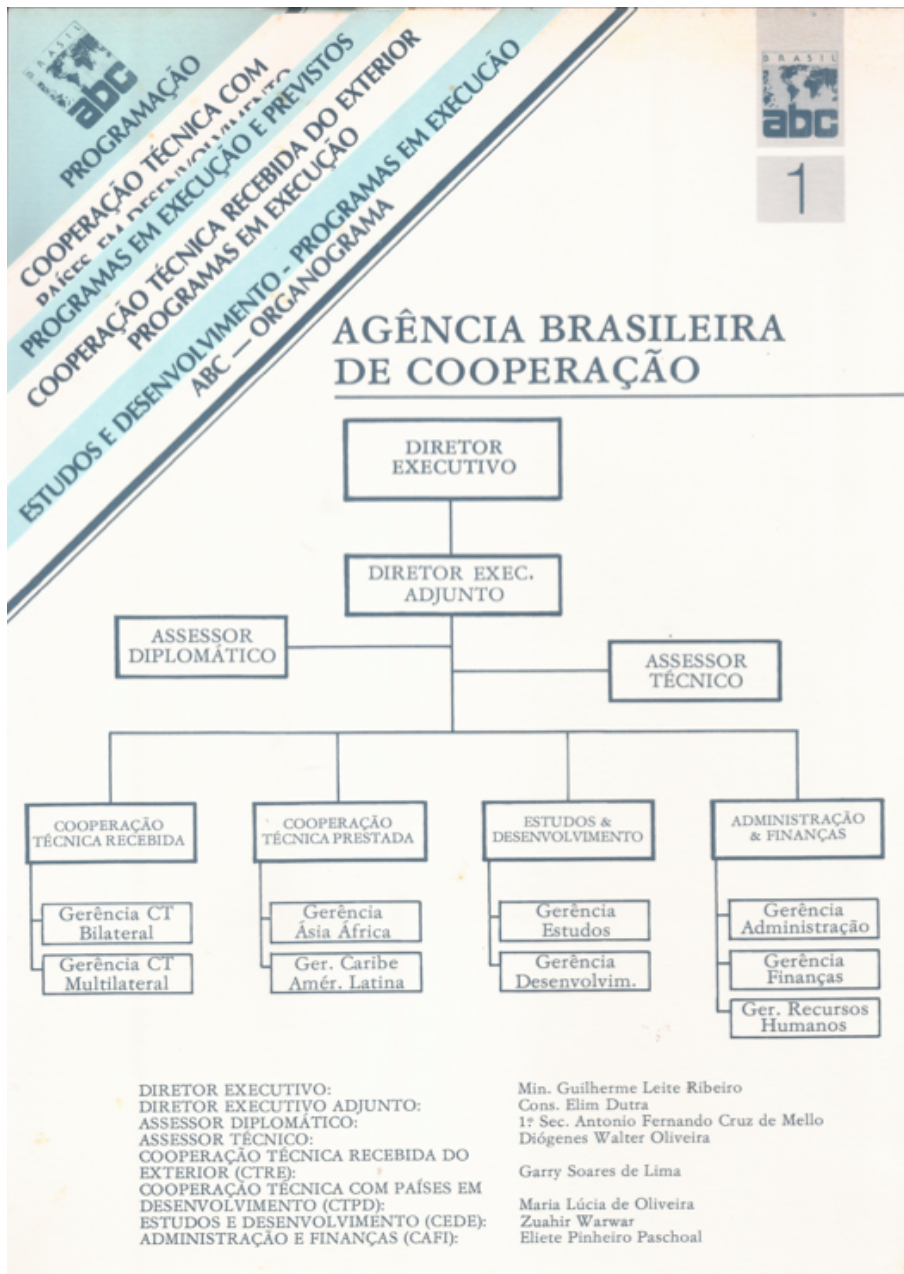 BRASIL
abc
PROGRAMAÇÃO
COOPERAÇÃO TÉCNICA COM
PAÍSES EM DESENVOLVIMENTO
PROGRAMAS EM EXECUÇÃO E PREVISTOS
COOPERAÇÃO TÉCNICA RECEBIDA DO EXTERIOR
PROGRAMAS EM EXECUÇÃO
ESTUDOS E DESENVOLVIMENTO - PROGRAMAS EM EXECUÇÃO
ABC — ORGANOGRAMA
BRASIL
abc
1
AGÊNCIA BRASILEIRA
DE COOPERAÇÃO
DIRETOR
EXECUTIVO
DIRETOR EXEC.
ADJUNTO
ASSESSOR
DIPLOMÁTICO
ASSESSOR
TÉCNICO
COOPERAÇÃO
TÉCNICA RECEBIDA
Gerência CT
Bilateral
Gerência CT
Multilateral
COOPERAÇÃO
TÉCNICA PRESTADA
Gerência
Ásia África
Ger. Caribe
Amér. Latina
ESTUDOS &
DESENVOLVIMENTO
Gerência
Estudos
Gerência
Desenvolvim.
ADMINISTRAÇÃO
& FINANÇAS
Gerência
Administração
Gerência
Finanças
Ger. Recursos
Humanos
DIRETOR EXECUTIVO: Min. Guilherme Leite Ribeiro
DIRETOR EXECUTIVO ADJUNTO: Cons. Elim Dutra
ASSESSOR DIPLOMÁTICO: 1º Sec. Antonio Fernando Cruz de Mello
ASSESSOR TÉCNICO: Diógenes Walter Oliveira
COOPERAÇÃO TÉCNICA RECEBIDA DO
EXTERIOR (CTRE): Garry Soares de Lima
COOPERAÇÃO TÉCNICA COM PAÍSES EM
DESENVOLVIMENTO (CTPD): Maria Lúcia de Oliveira
ESTUDOS E DESENVOLVIMENTO (CEDE): Zuahir Warwar
ADMINISTRAÇÃO E FINANÇAS (CAFI): Eliete Pinheiro Paschoal